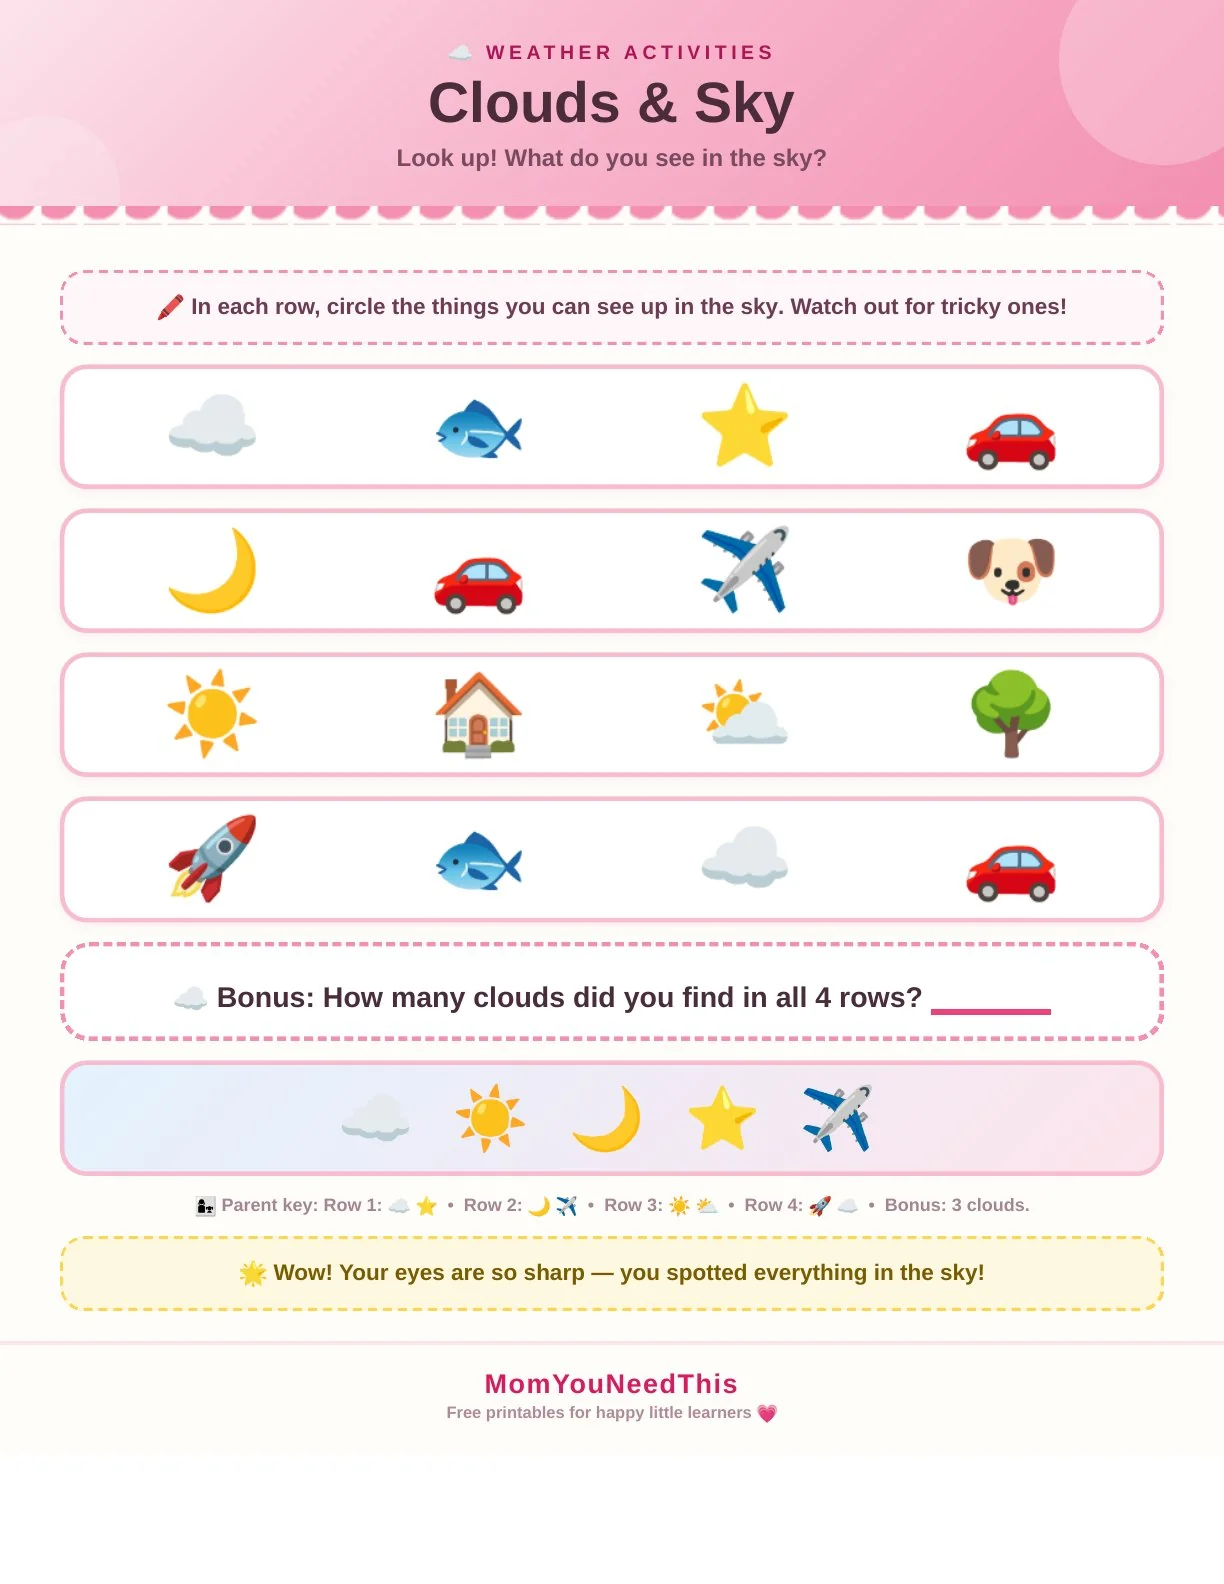 ☁️ WEATHER ACTIVITIES
Clouds & Sky
Look up! What do you see in the sky?
🖍️ In each row, circle the things you can see up in the sky. Watch out for tricky ones!
☁️ Bonus: How many clouds did you find in all 4 rows? ________
Parent key: Row 1: ☁️ ⭐ • Row 2: 🌙 ✈️ • Row 3: ☀️ ⛅ • Row 4: 🚀 ☁️ • Bonus: 3 clouds.
🌟 Wow! Your eyes are so sharp — you spotted everything in the sky!
MomYouNeedThis
Free printables for happy little learners 💗